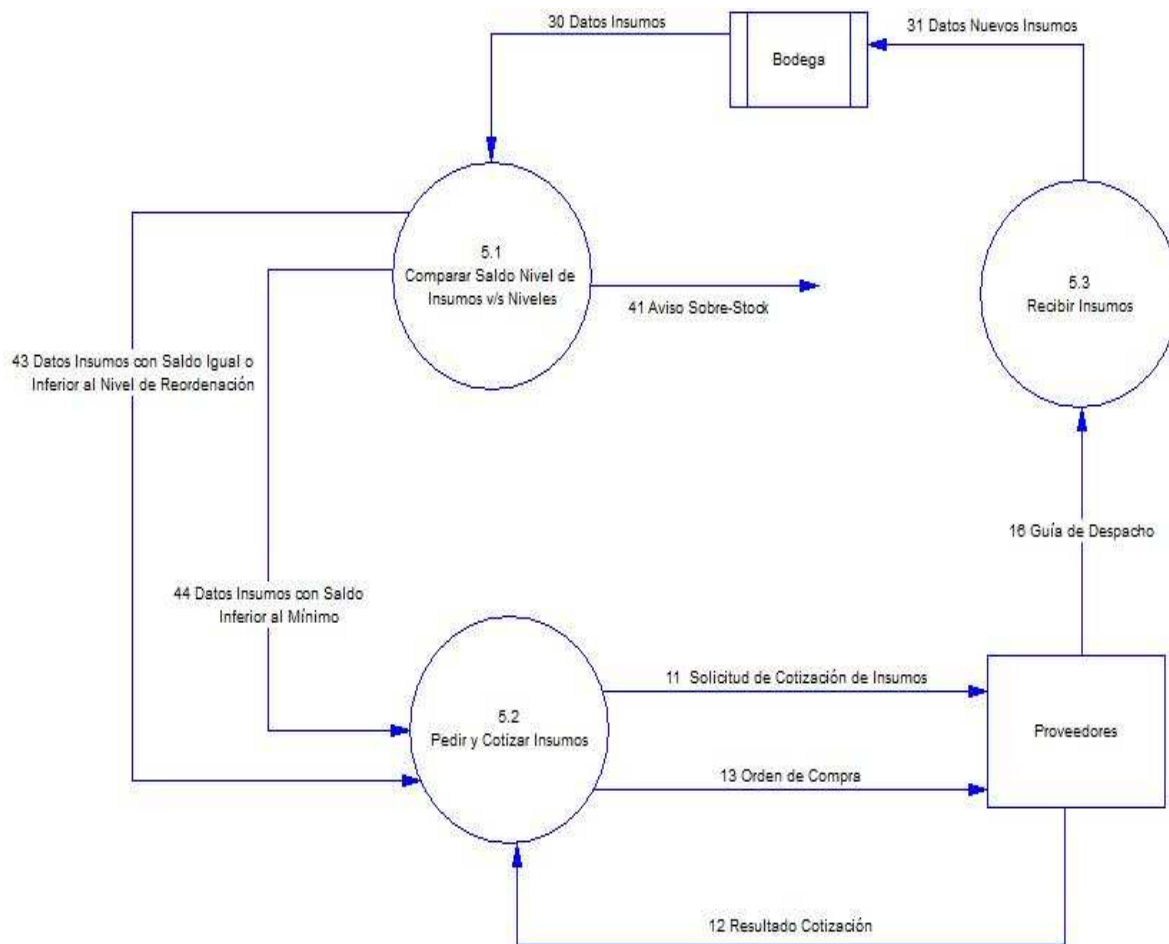 30 Datos Insumos
31 Datos Nuevos Insumos
Bodega
5.1
Comparar Saldo Nivel de
Insumos v/s Niveles
41 Aviso Sobre-Stock
5.3
Recibir Insumos
43 Datos Insumos con Saldo Igual o
Inferior al Nivel de Reordenación
16 Guía de Despacho
44 Datos Insumos con Saldo
Inferior al Mínimo
11 Solicitud de Cotización de Insumos
5.2
Pedir y Cotizar Insumos
Proveedores
13 Orden de Compra
12 Resultado Cotización